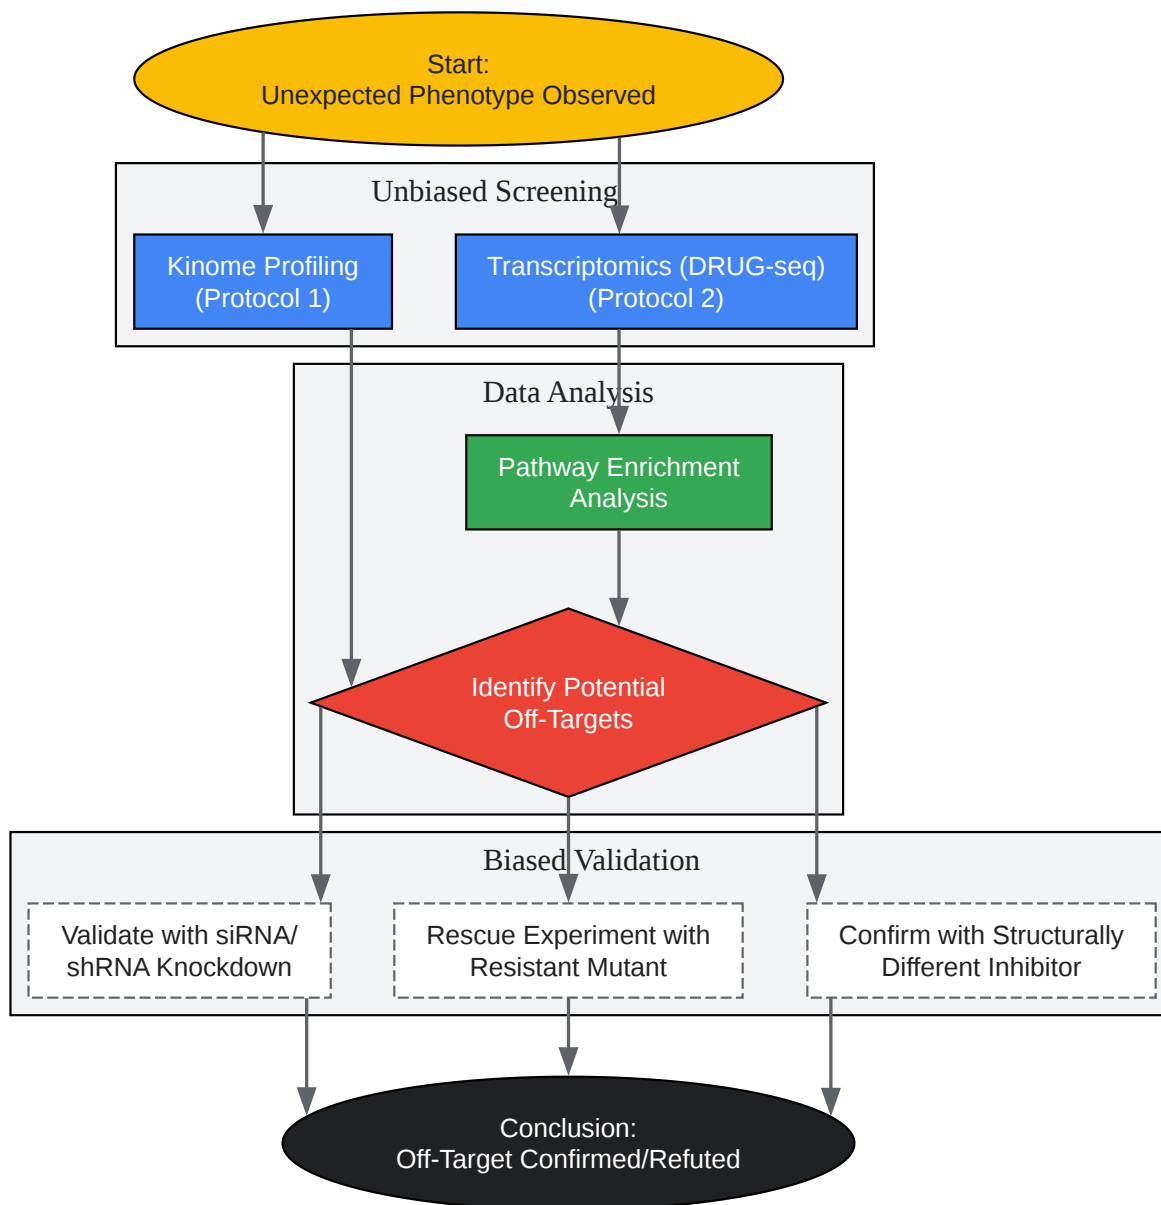 Start:
Unexpected Phenotype Observed
Unbiased Screening
Kinome Profiling
(Protocol 1)
Transcriptomics (DRUG-seq)
(Protocol 2)
Data Analysis
Pathway Enrichment
Analysis
Identify Potential
Off-Targets
Biased Validation
Validate with siRNA/
shRNA Knockdown
Rescue Experiment with
Resistant Mutant
Confirm with Structurally
Different Inhibitor
Conclusion:
Off-Target Confirmed/Refuted